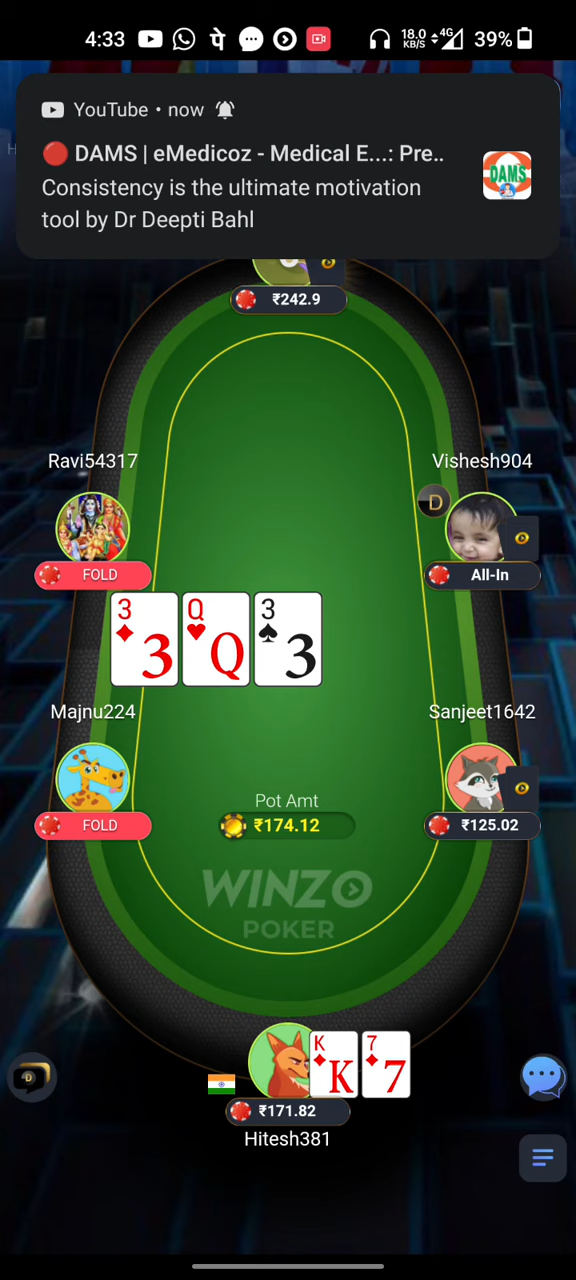 4:33
18.0
KB/S
4G
39%
YouTube • now
DAMS | eMedicoz - Medical E...: Pre..
Consistency is the ultimate motivation
tool by Dr Deepti Bahl
DAMS
₹242.9
Ravi54317
Vishesh904
D
FOLD
All-In
3 3
Q Q
3 3
Majnu224
Sanjeet1642
Pot Amt
FOLD
₹174.12
₹125.02
WINZO
POKER
K K
7 7
D
₹171.82
Hitesh381